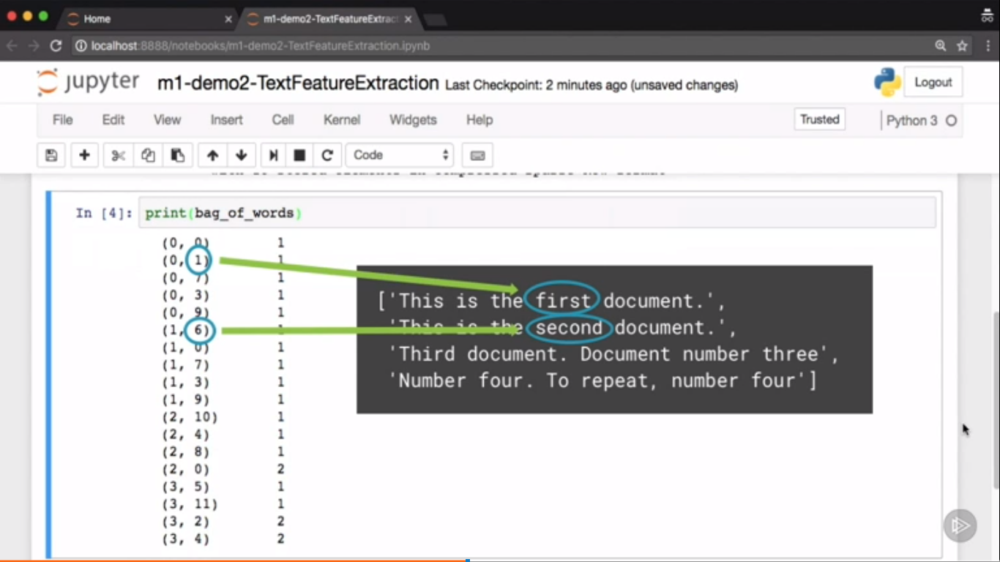 Home
m1-demo2-TextFeatureExtract
localhost:8888/notebooks/m1-demo2-TextFeatureExtraction.ipynb
jupyter m1-demo2-TextFeatureExtraction Last Checkpoint: 2 minutes ago (unsaved changes) Logout
File Edit View Insert Cell Kernel Widgets Help Trusted Python 3
Code
In [4]: print(bag_of_words)
(0, 0) 1
(0, 1) 1
(0, 7) 1
(0, 3) 1
(0, 9) 1
(1, 6) 1
(1, 0) 1
(1, 7) 1
(1, 3) 1
(1, 9) 1
(2, 10) 1
(2, 4) 1
(2, 8) 1
(2, 0) 2
(3, 5) 1
(3, 11) 1
(3, 2) 2
(3, 4) 2
['This is the first document.',
'This is the second document.',
'Third document. Document number three',
'Number four. To repeat, number four']